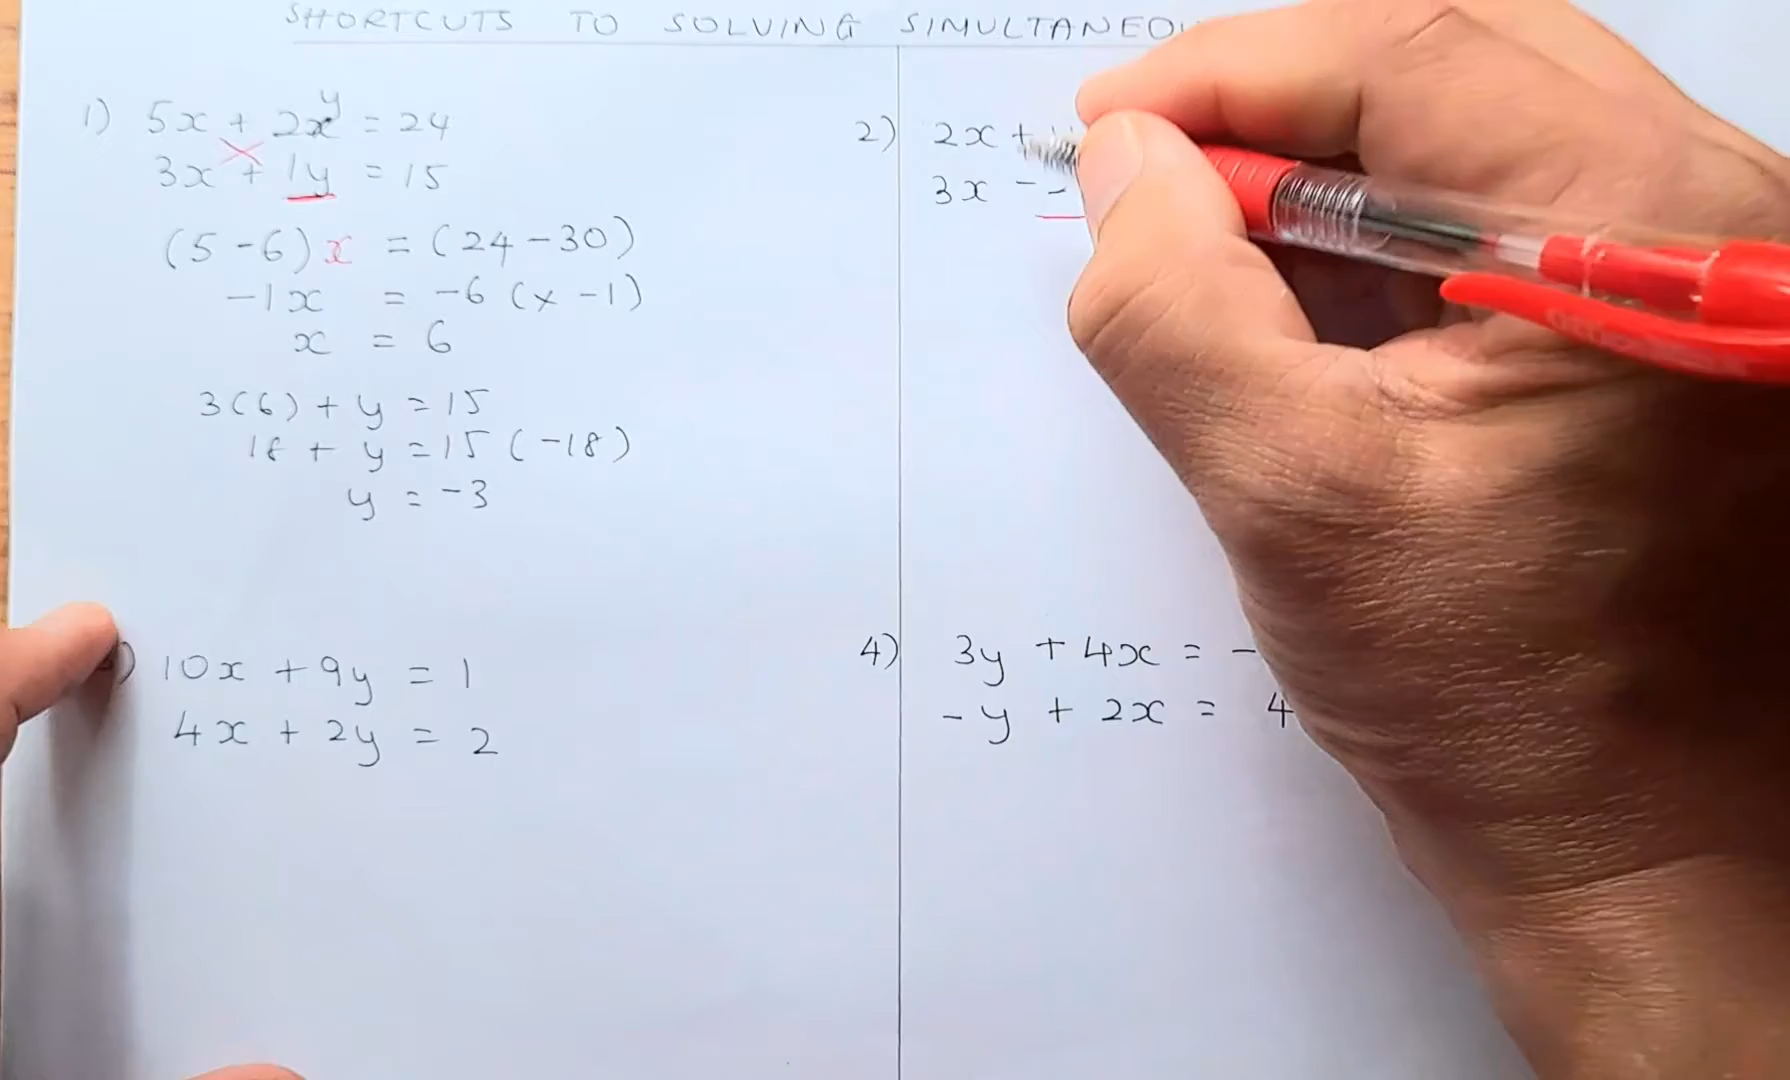 SHORTCUTS TO SOLVING
1) 5x + 2y = 24
3x + 1y = 15
(5 - 6)x = (24 - 30)
-1x = -6 (x -1)
x = 6
3(6) + y = 15
18 + y = 15 (-18)
y = -3
2) 2x +
3x -
10x + 9y = 1
4x + 2y = 2
4) 3y + 4x = -
-y + 2x = 4